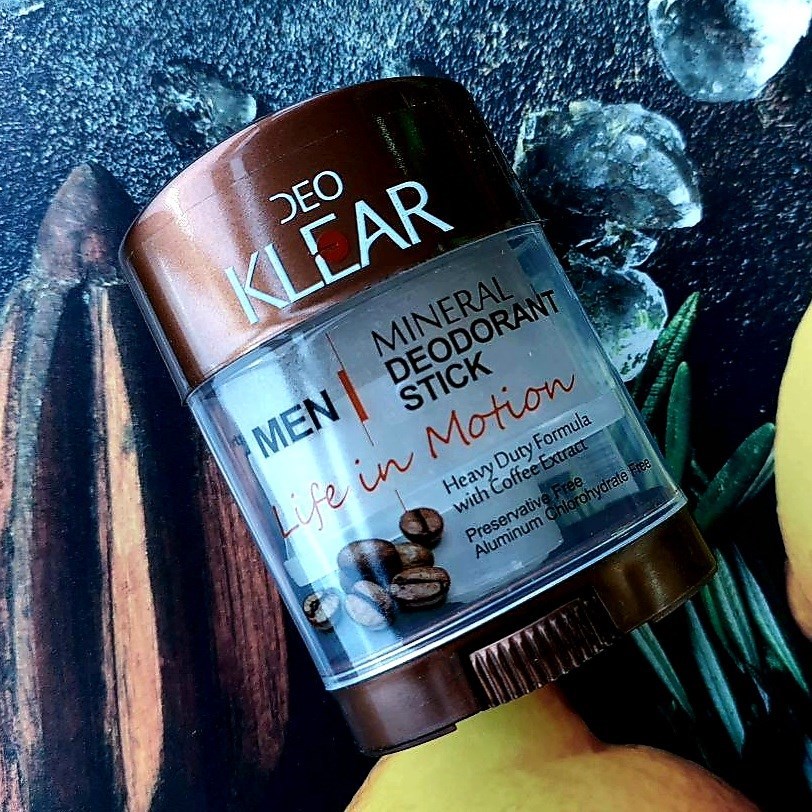 DEO
KLEAR
MEN
MINERAL
DEODORANT
STICK
Life in Motion
Heavy Duty Formula
with Coffee Extract
Preservative Free
Aluminum Chlorohydrate Free